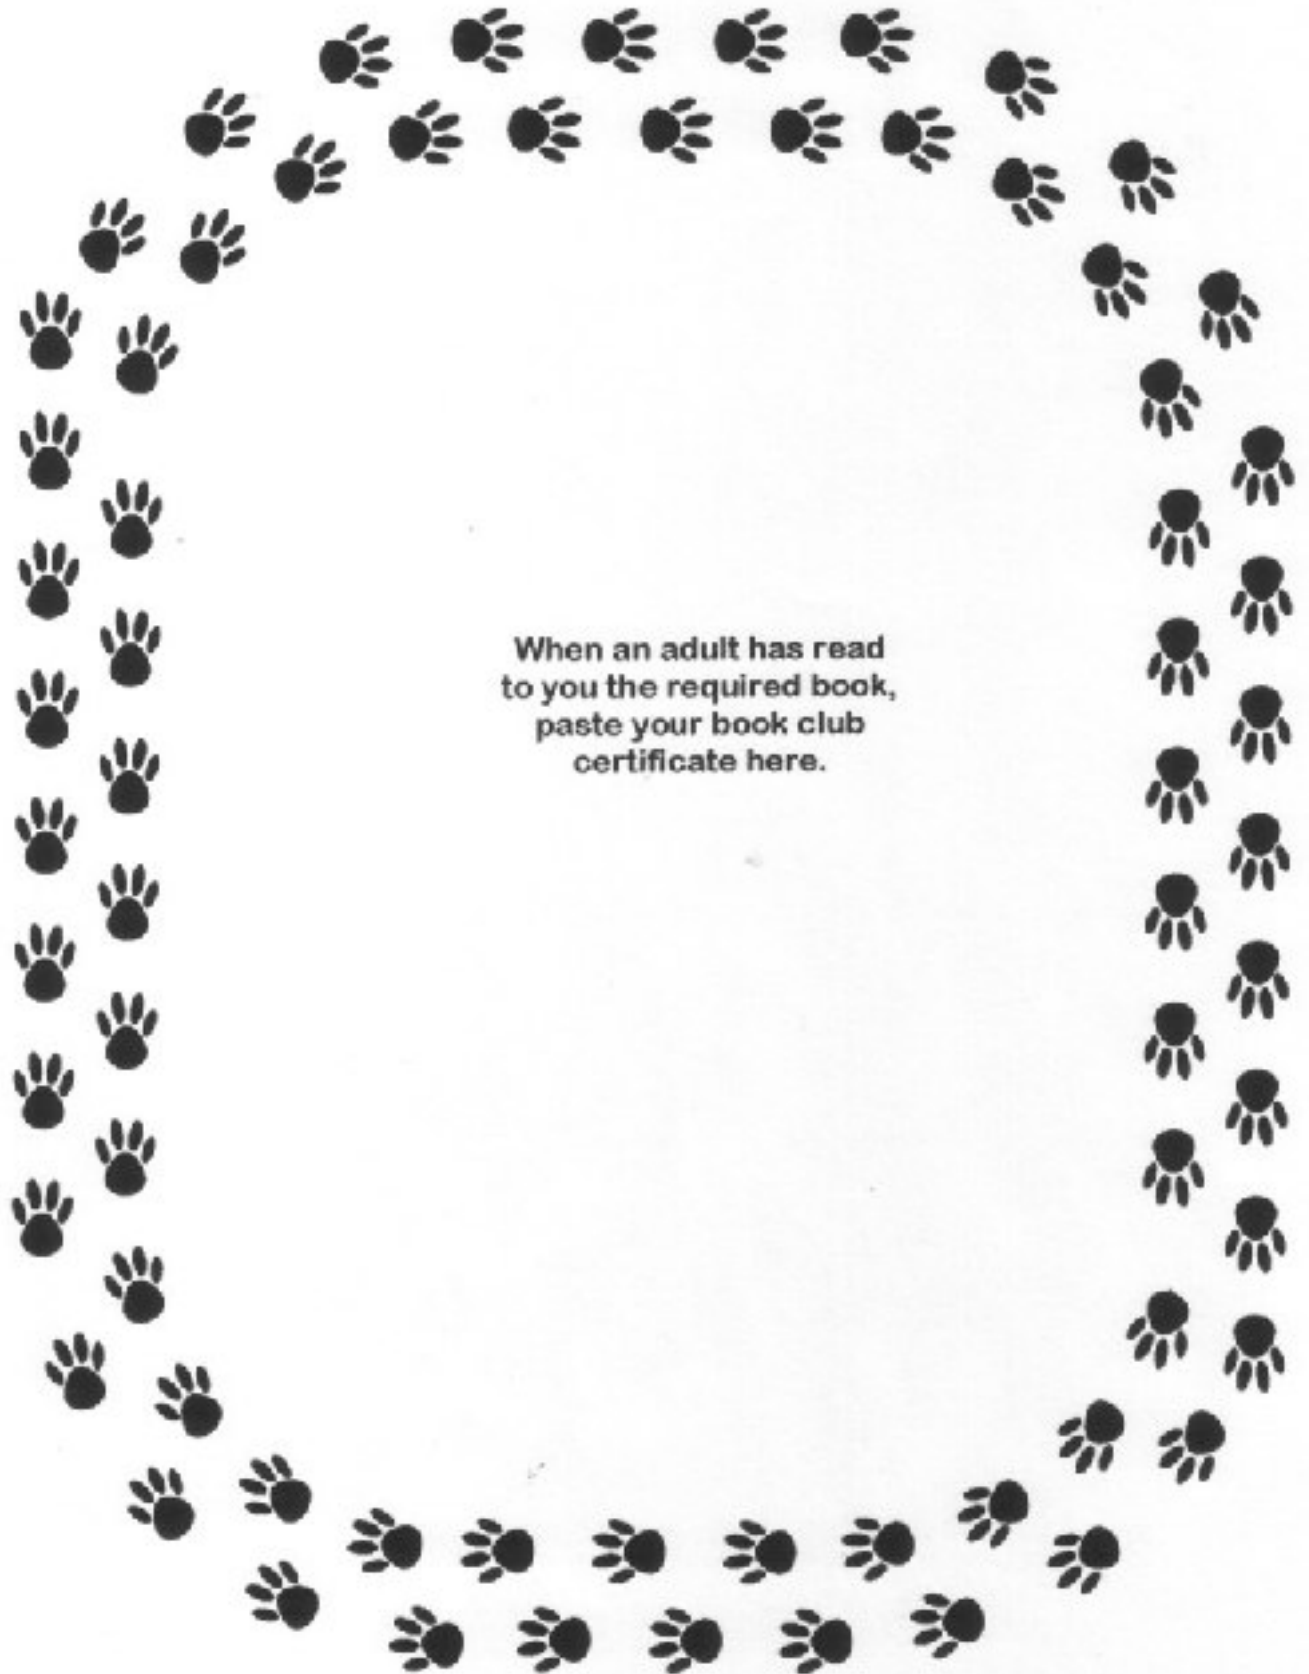 When an adult has read
to you the required book,
paste your book club
certificate here.